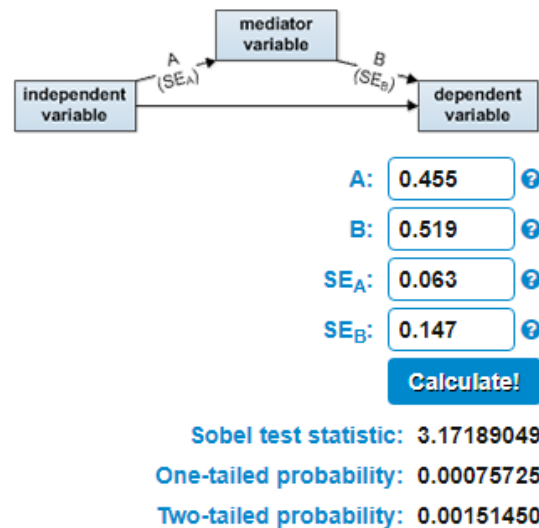 mediator
variable
A
(SEA)
B
(SEB)
independent
variable
dependent
variable
A: 0.455 ?
B: 0.519 ?
SEA: 0.063 ?
SEB: 0.147 ?
Calculate!
Sobel test statistic: 3.17189049
One-tailed probability: 0.00075725
Two-tailed probability: 0.00151450